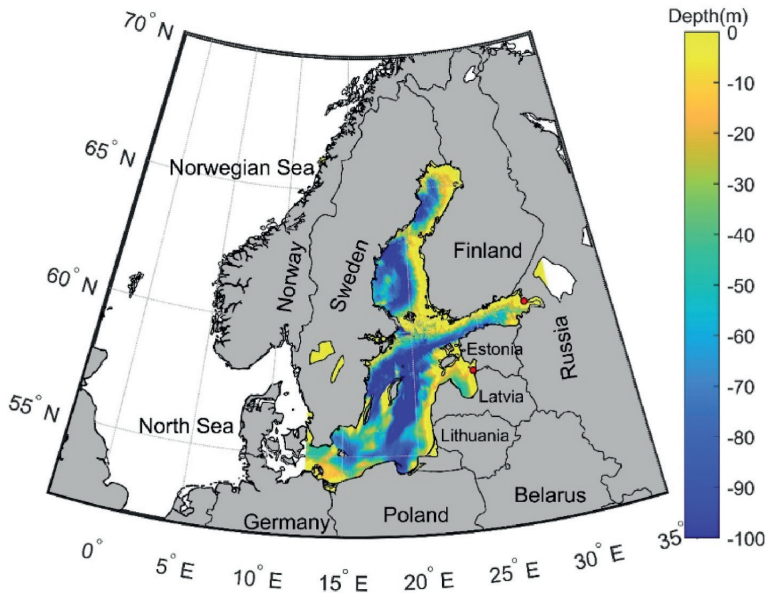 70° N
Depth(m)
0
-10
65° N
Norwegian Sea
-20
-30
Finland
Norway
Sweden
-40
60° N
-50
Russia
Estonia
-60
Latvia
55° N
North Sea
-70
Lithuania
-80
Belarus
-90
Germany
Poland
-100
0°
5° E
10° E
15° E
20° E
25° E
30° E
35°